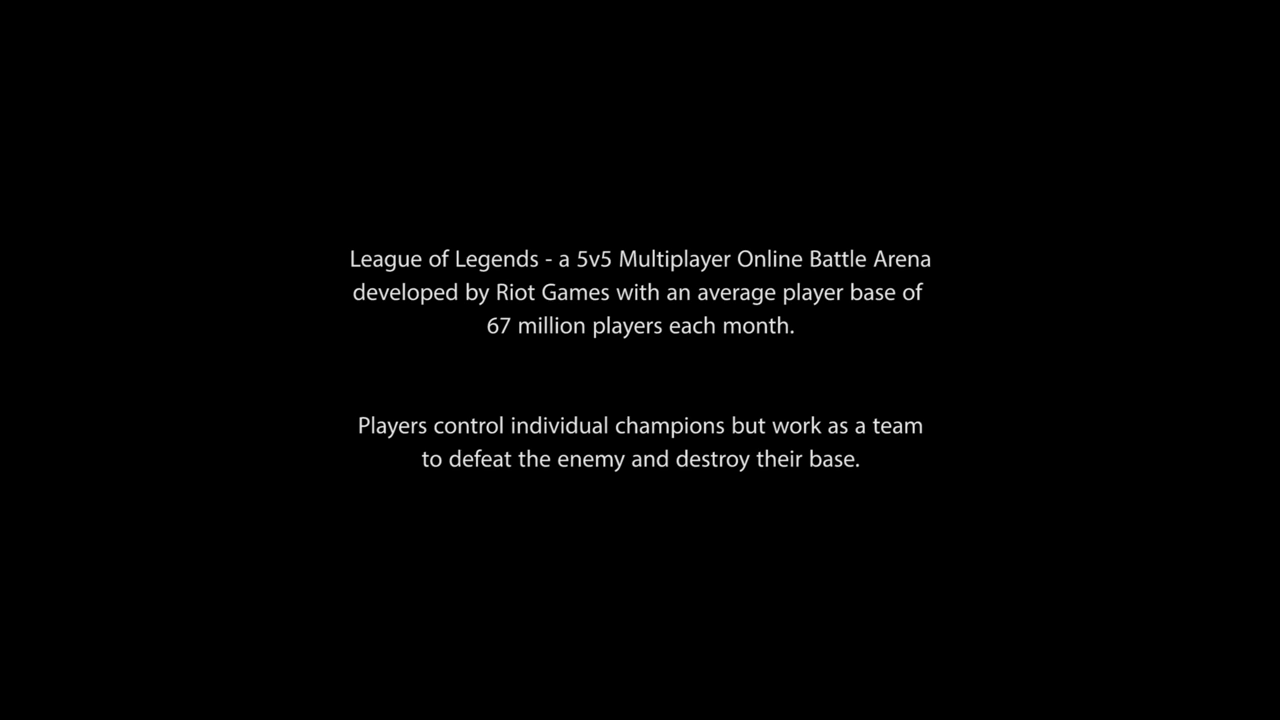 League of Legends - a 5v5 Multiplayer Online Battle Arena
developed by Riot Games with an average player base of
67 million players each month.
Players control individual champions but work as a team
to defeat the enemy and destroy their base.